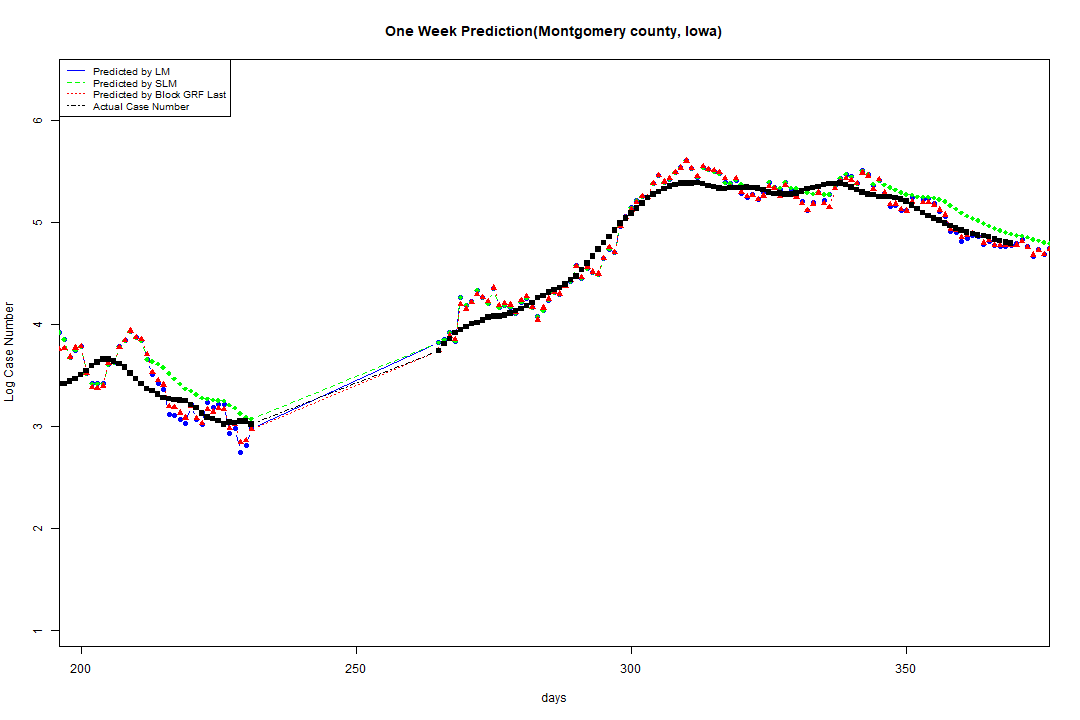 One Week Prediction(Montgomery county, Iowa)
Predicted by LM
Predicted by SLM
Predicted by Block GRF Last
Actual Case Number
6
5
4
3
2
1
Log Case Number
200 250 300 350
days